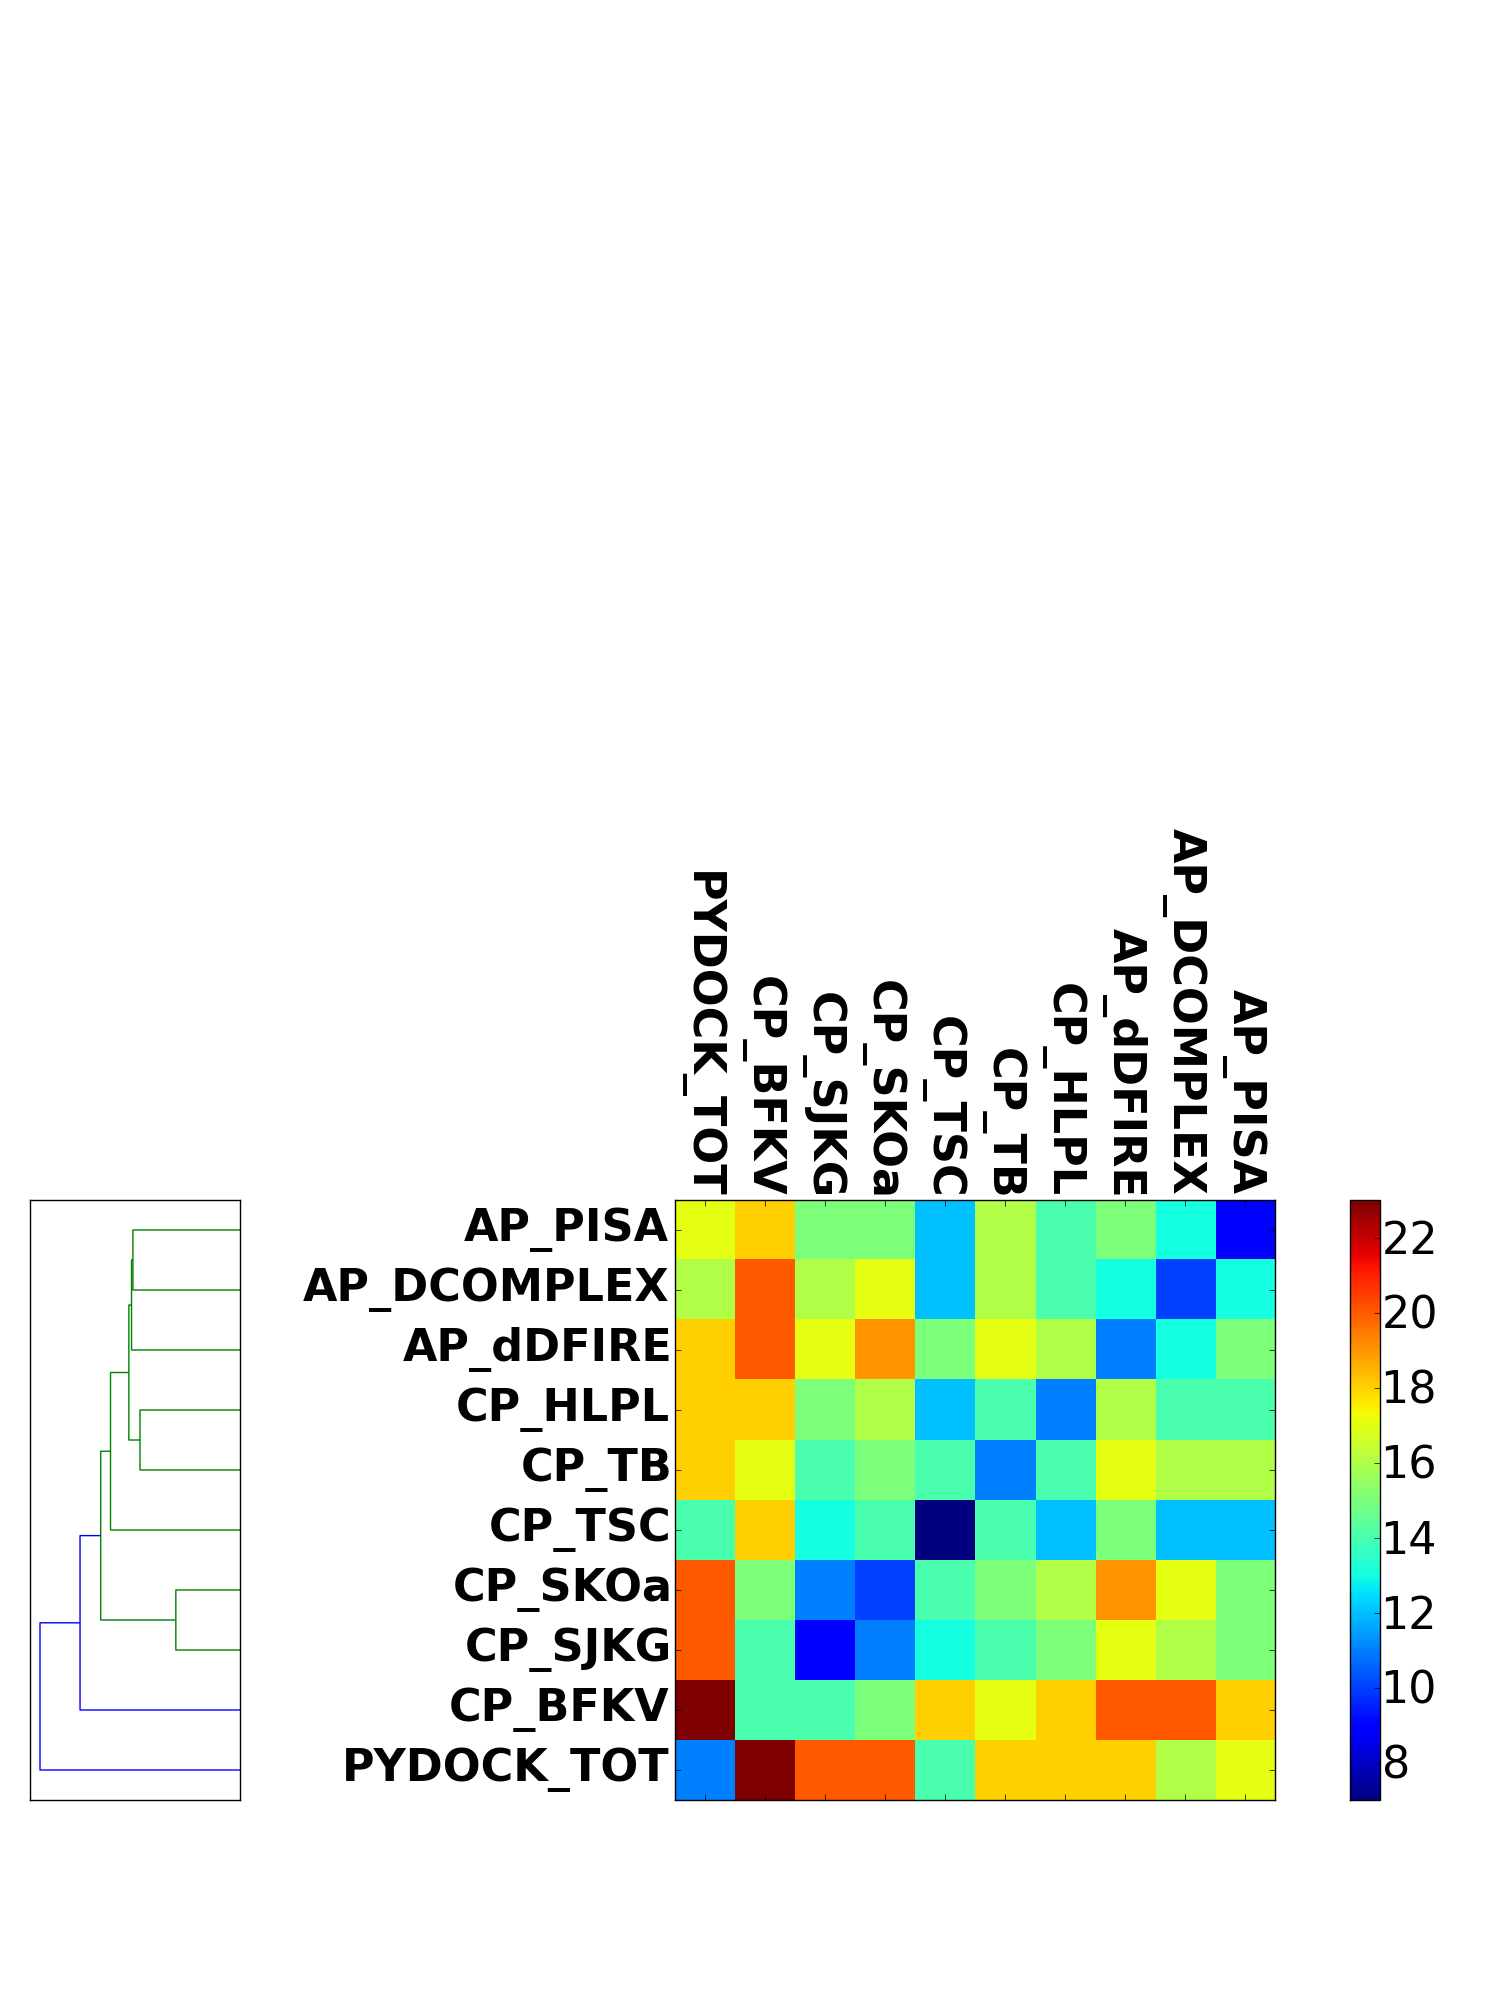 PYDOCK_TOT
CP_BFKV
CP_SJKG
CP_SKOa
CP_TSC
CP_TB
CP_HLPL
AP_dDFIRE
AP_DCOMPLEX
AP_PISA
AP_PISA
AP_DCOMPLEX
AP_dDFIRE
CP_HLPL
CP_TB
CP_TSC
CP_SKOa
CP_SJKG
CP_BFKV
PYDOCK_TOT
22
20
18
16
14
12
10
8